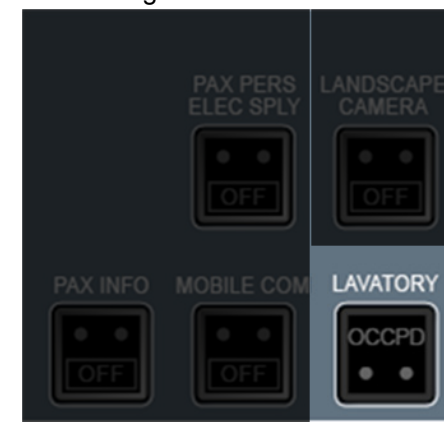 PAX PERS
ELEC SPLY
LANDSCAPE
CAMERA
OFF
OFF
PAX INFO
MOBILE COM
LAVATORY
OFF
OFF
OCCPD